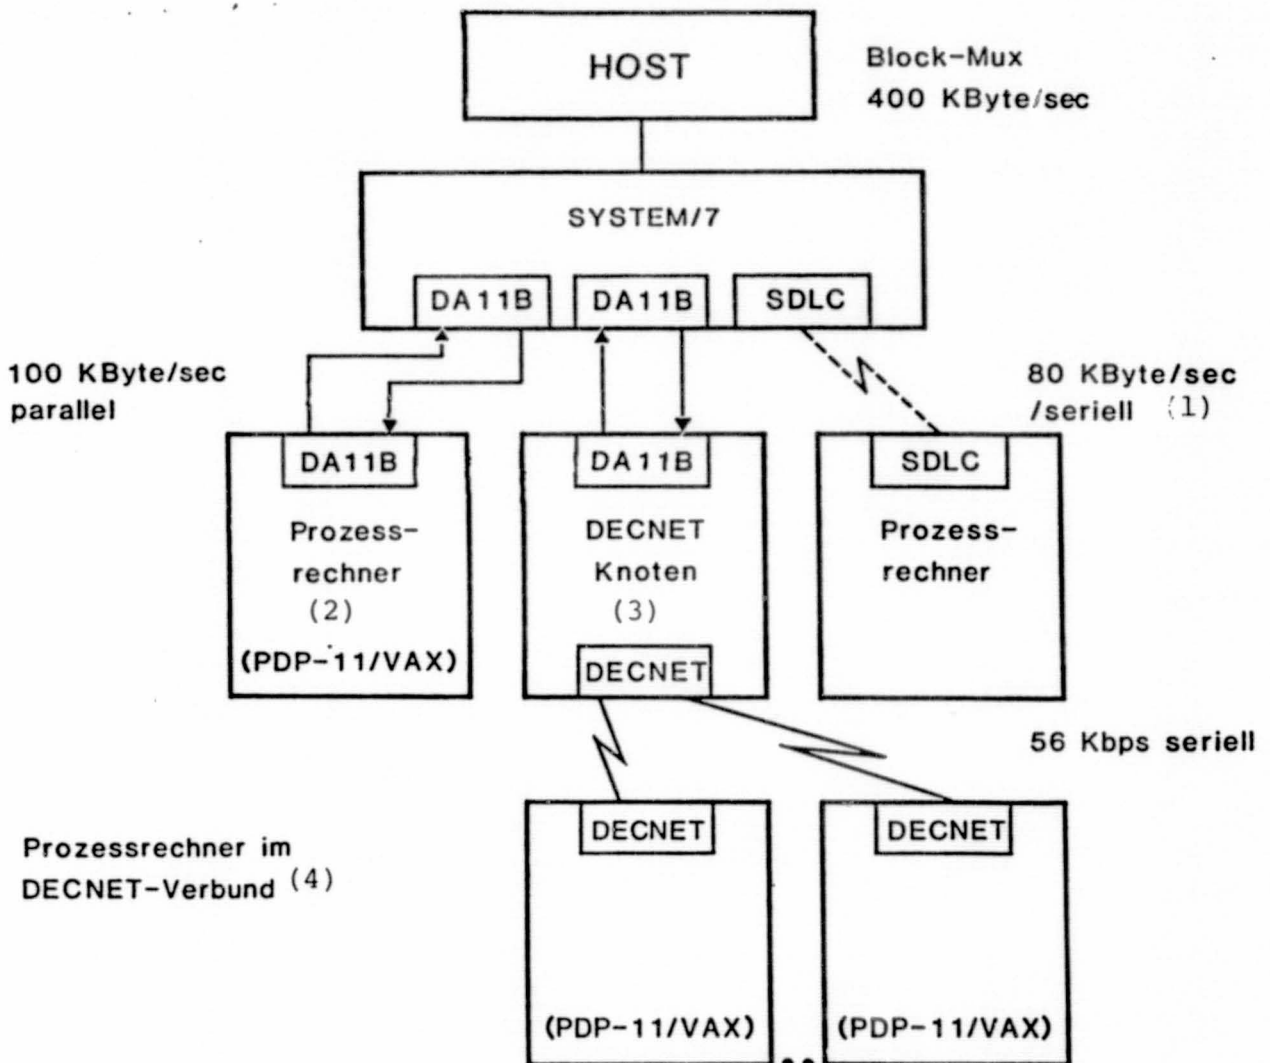 HOST
Block-Mux
400 KByte/sec
SYSTEM/7
DA11B
DA11B
SDLC
100 KByte/sec
parallel
80 KByte/sec
/seriell (1)
DA11B
DA11B
SDLC
Prozess-
rechner
(2)
(PDP-11/VAX)
DECNET
Knoten
(3)
DECNET
Prozess-
rechner
56 Kbps seriell
Prozessrechner im
DECNET-Verbund (4)
DECNET
DECNET
(PDP-11/VAX)
(PDP-11/VAX)